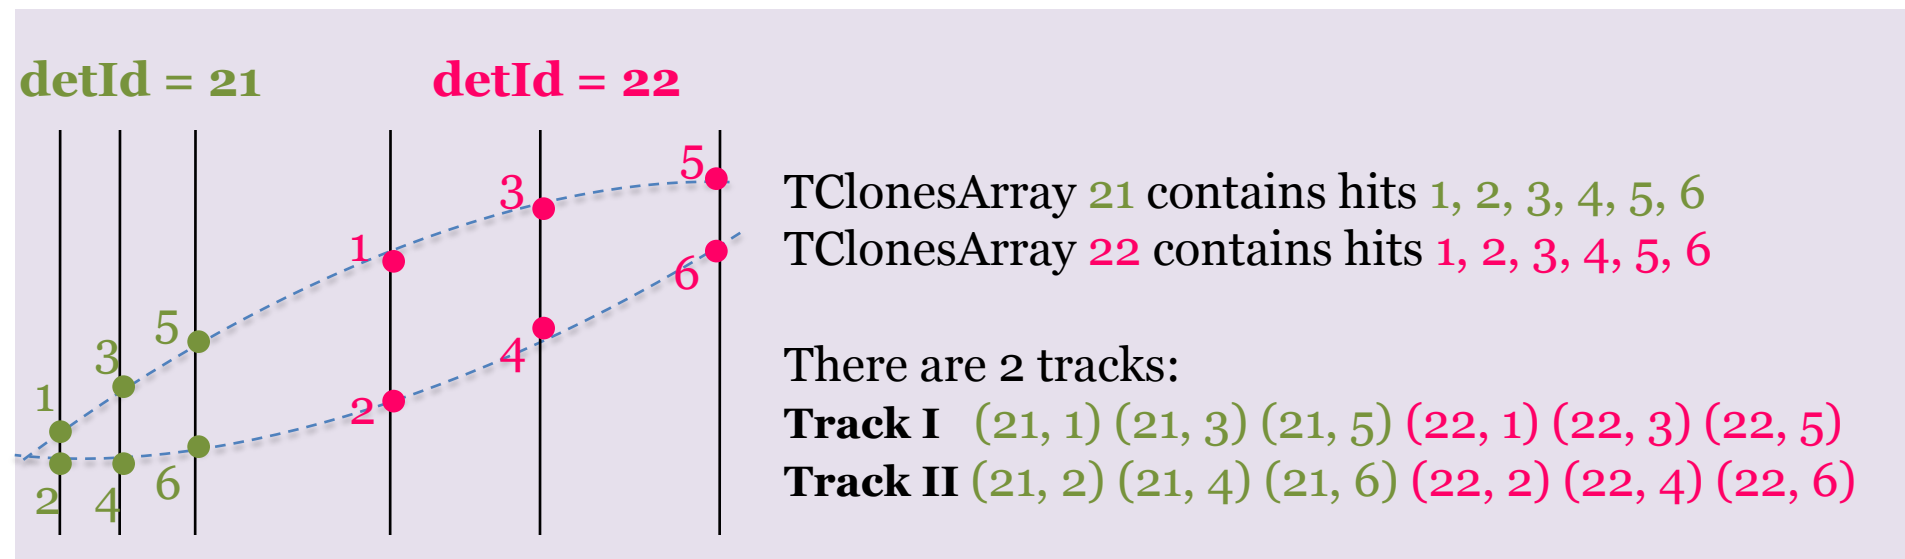 detId = 21
detId = 22
1
3
5
2
4
6
1
3
5
2
4
6
TClonesArray 21 contains hits 1, 2, 3, 4, 5, 6
TClonesArray 22 contains hits 1, 2, 3, 4, 5, 6
There are 2 tracks:
Track I (21, 1) (21, 3) (21, 5) (22, 1) (22, 3) (22, 5)
Track II (21, 2) (21, 4) (21, 6) (22, 2) (22, 4) (22, 6)